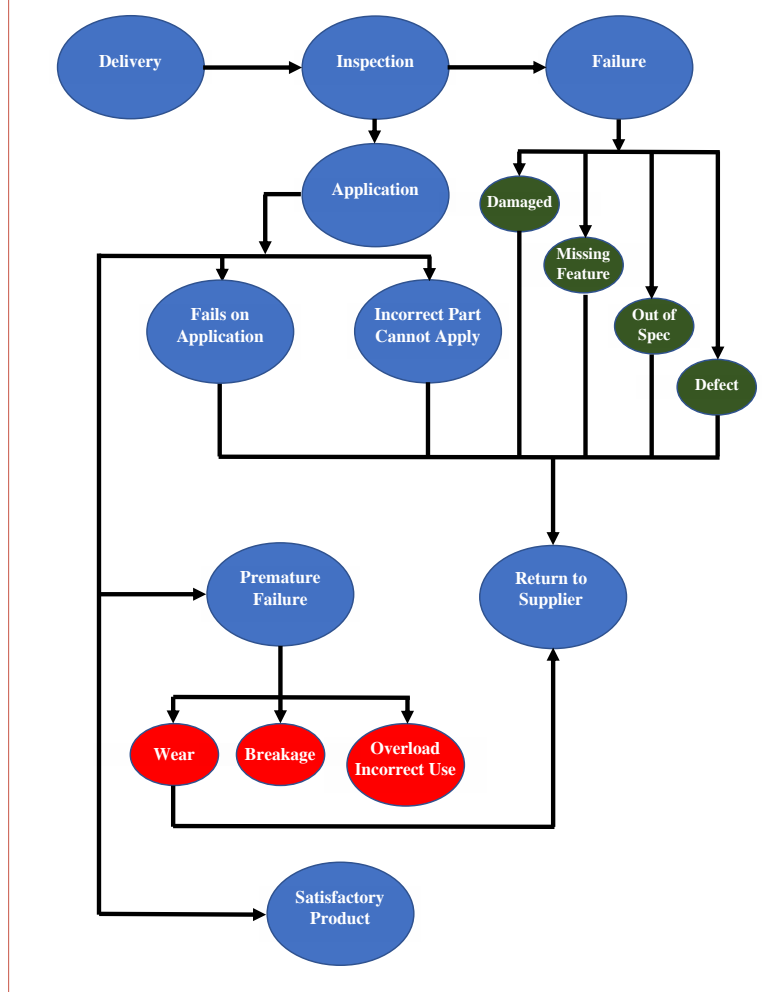 Delivery
Inspection
Failure
Application
Damaged
Missing
Feature
Out of
Spec
Defect
Fails on
Application
Incorrect Part
Cannot Apply
Premature
Failure
Return to
Supplier
Wear
Breakage
Overload
Incorrect Use
Satisfactory
Product